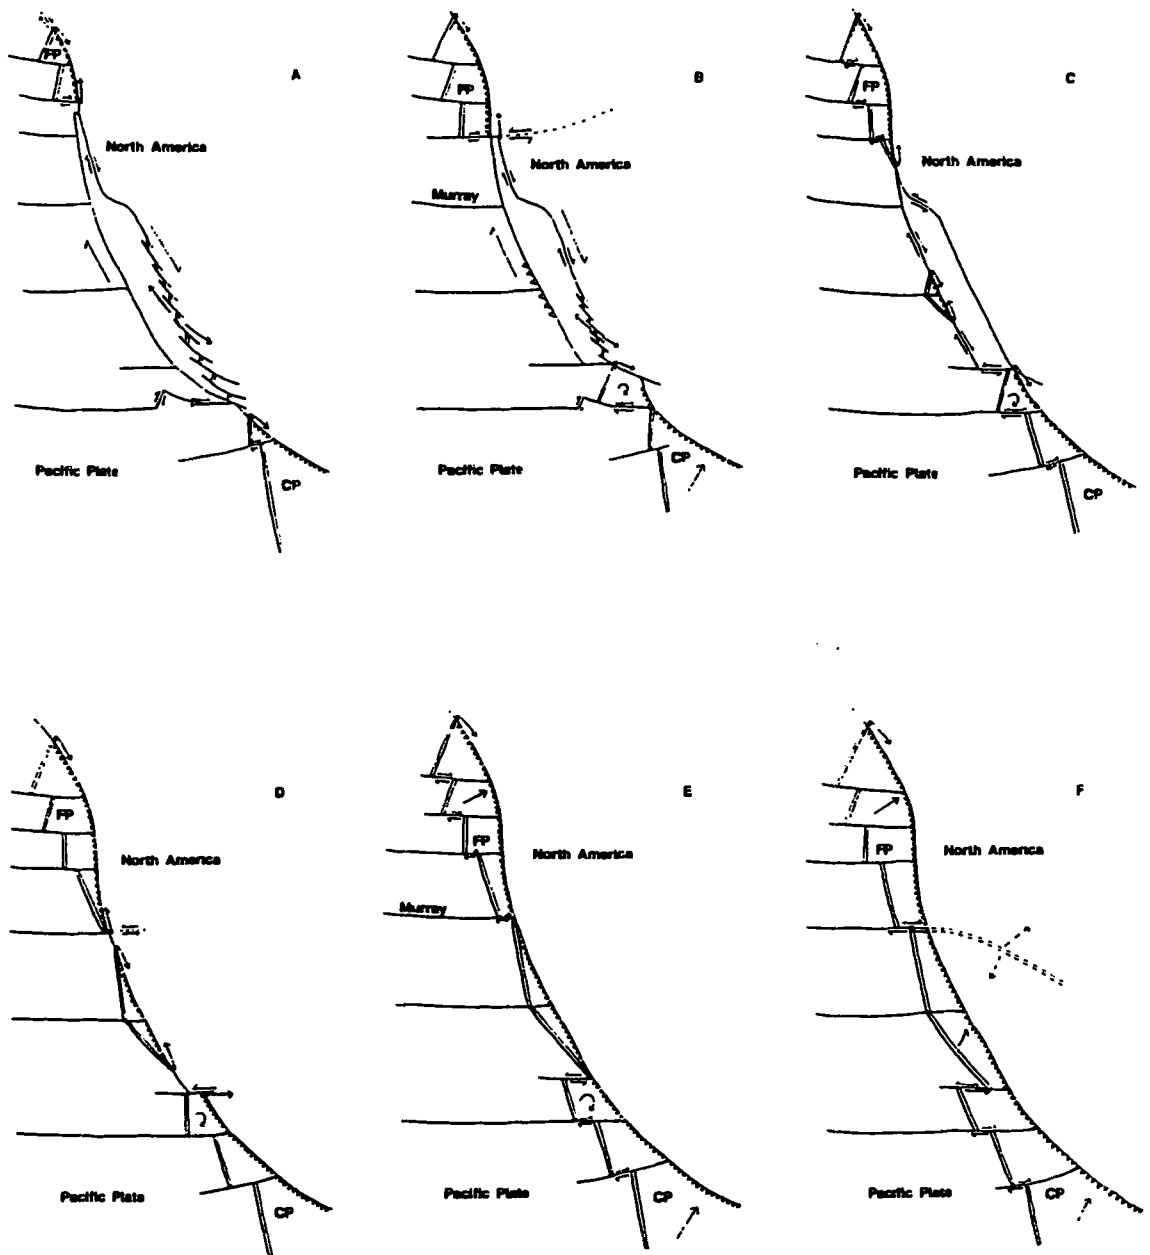 A
FP
North America
Pacific Plate
CP
B
FP
North America
Murray
Pacific Plate
CP
C
FP
North America
Pacific Plate
CP
D
FP
North America
Pacific Plate
CP
E
FP
North America
Murray
Pacific Plate
CP
F
FP
North America
Pacific Plate
CP